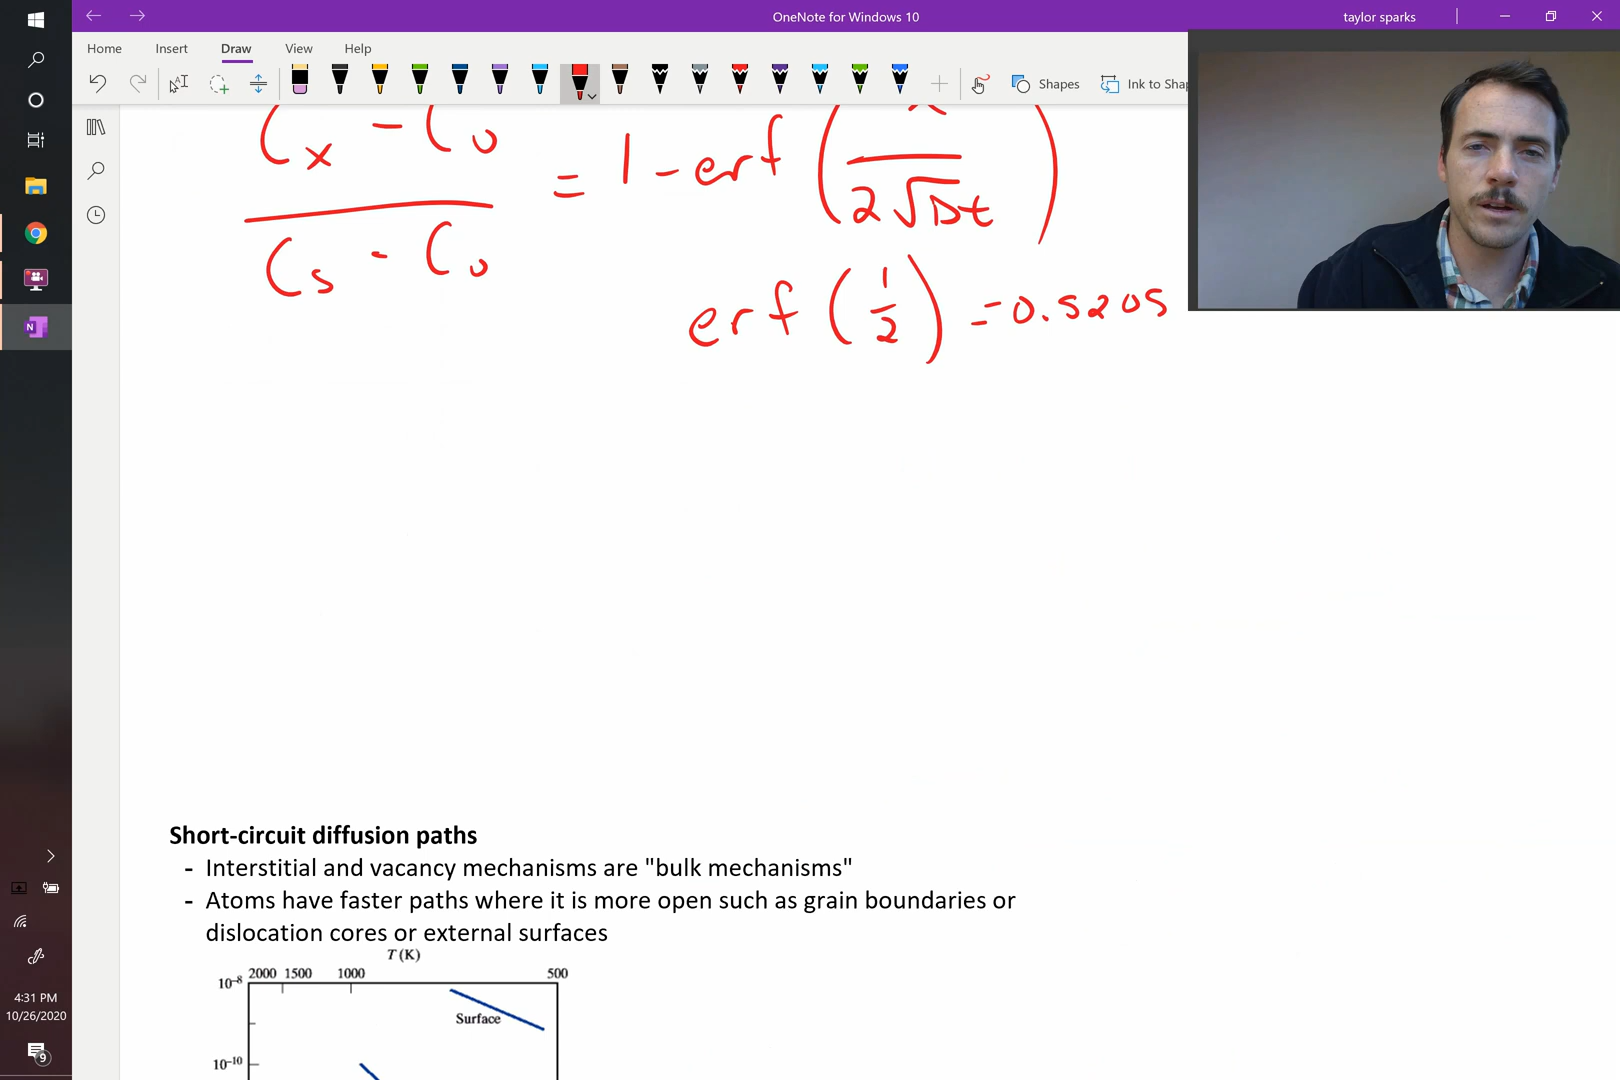 OneNote for Windows 10
taylor sparks
Home Insert Draw View Help
Shapes
Ink to Shap
Cx - Co
= 1 - erf ( x
2 √Dt )
Cs - Co
erf ( 1/2 ) = 0.5205
Short-circuit diffusion paths
- Interstitial and vacancy mechanisms are "bulk mechanisms"
- Atoms have faster paths where it is more open such as grain boundaries or
dislocation cores or external surfaces
T (K)
2000 1500 1000 500
10⁻⁸
Surface
10⁻¹⁰
4:31 PM
10/26/2020
9